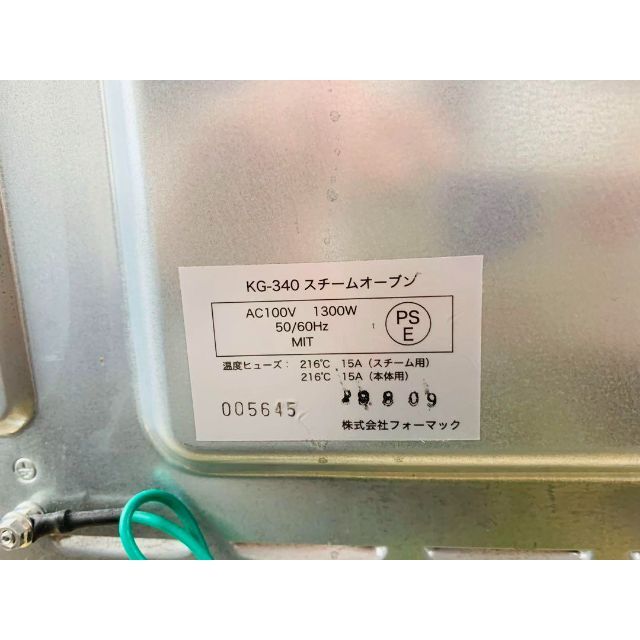 KG-340 スチームオーブン
AC100V 1300W
50/60Hz
MIT
PS
E
温度ヒューズ： 216℃ 15A（スチーム用）
216℃ 15A（本体用）
005645
8 09
株式会社フォーマック